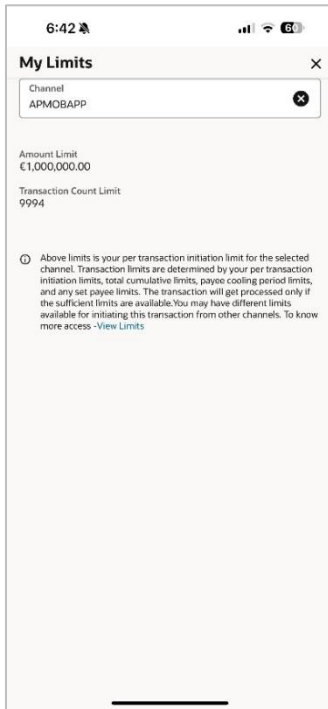 6:42
60
My Limits
Channel
APMOBAPP
Amount Limit
€1,000,000.00
Transaction Count Limit
9994
Above limits is your per transaction initiation limit for the selected
channel. Transaction limits are determined by your per transaction
initiation limits, total cumulative limits, payee cooling period limits,
and any set payee limits. The transaction will get processed only if
the sufficient limits are available.You may have different limits
available for initiating this transaction from other channels. To know
more access -View Limits